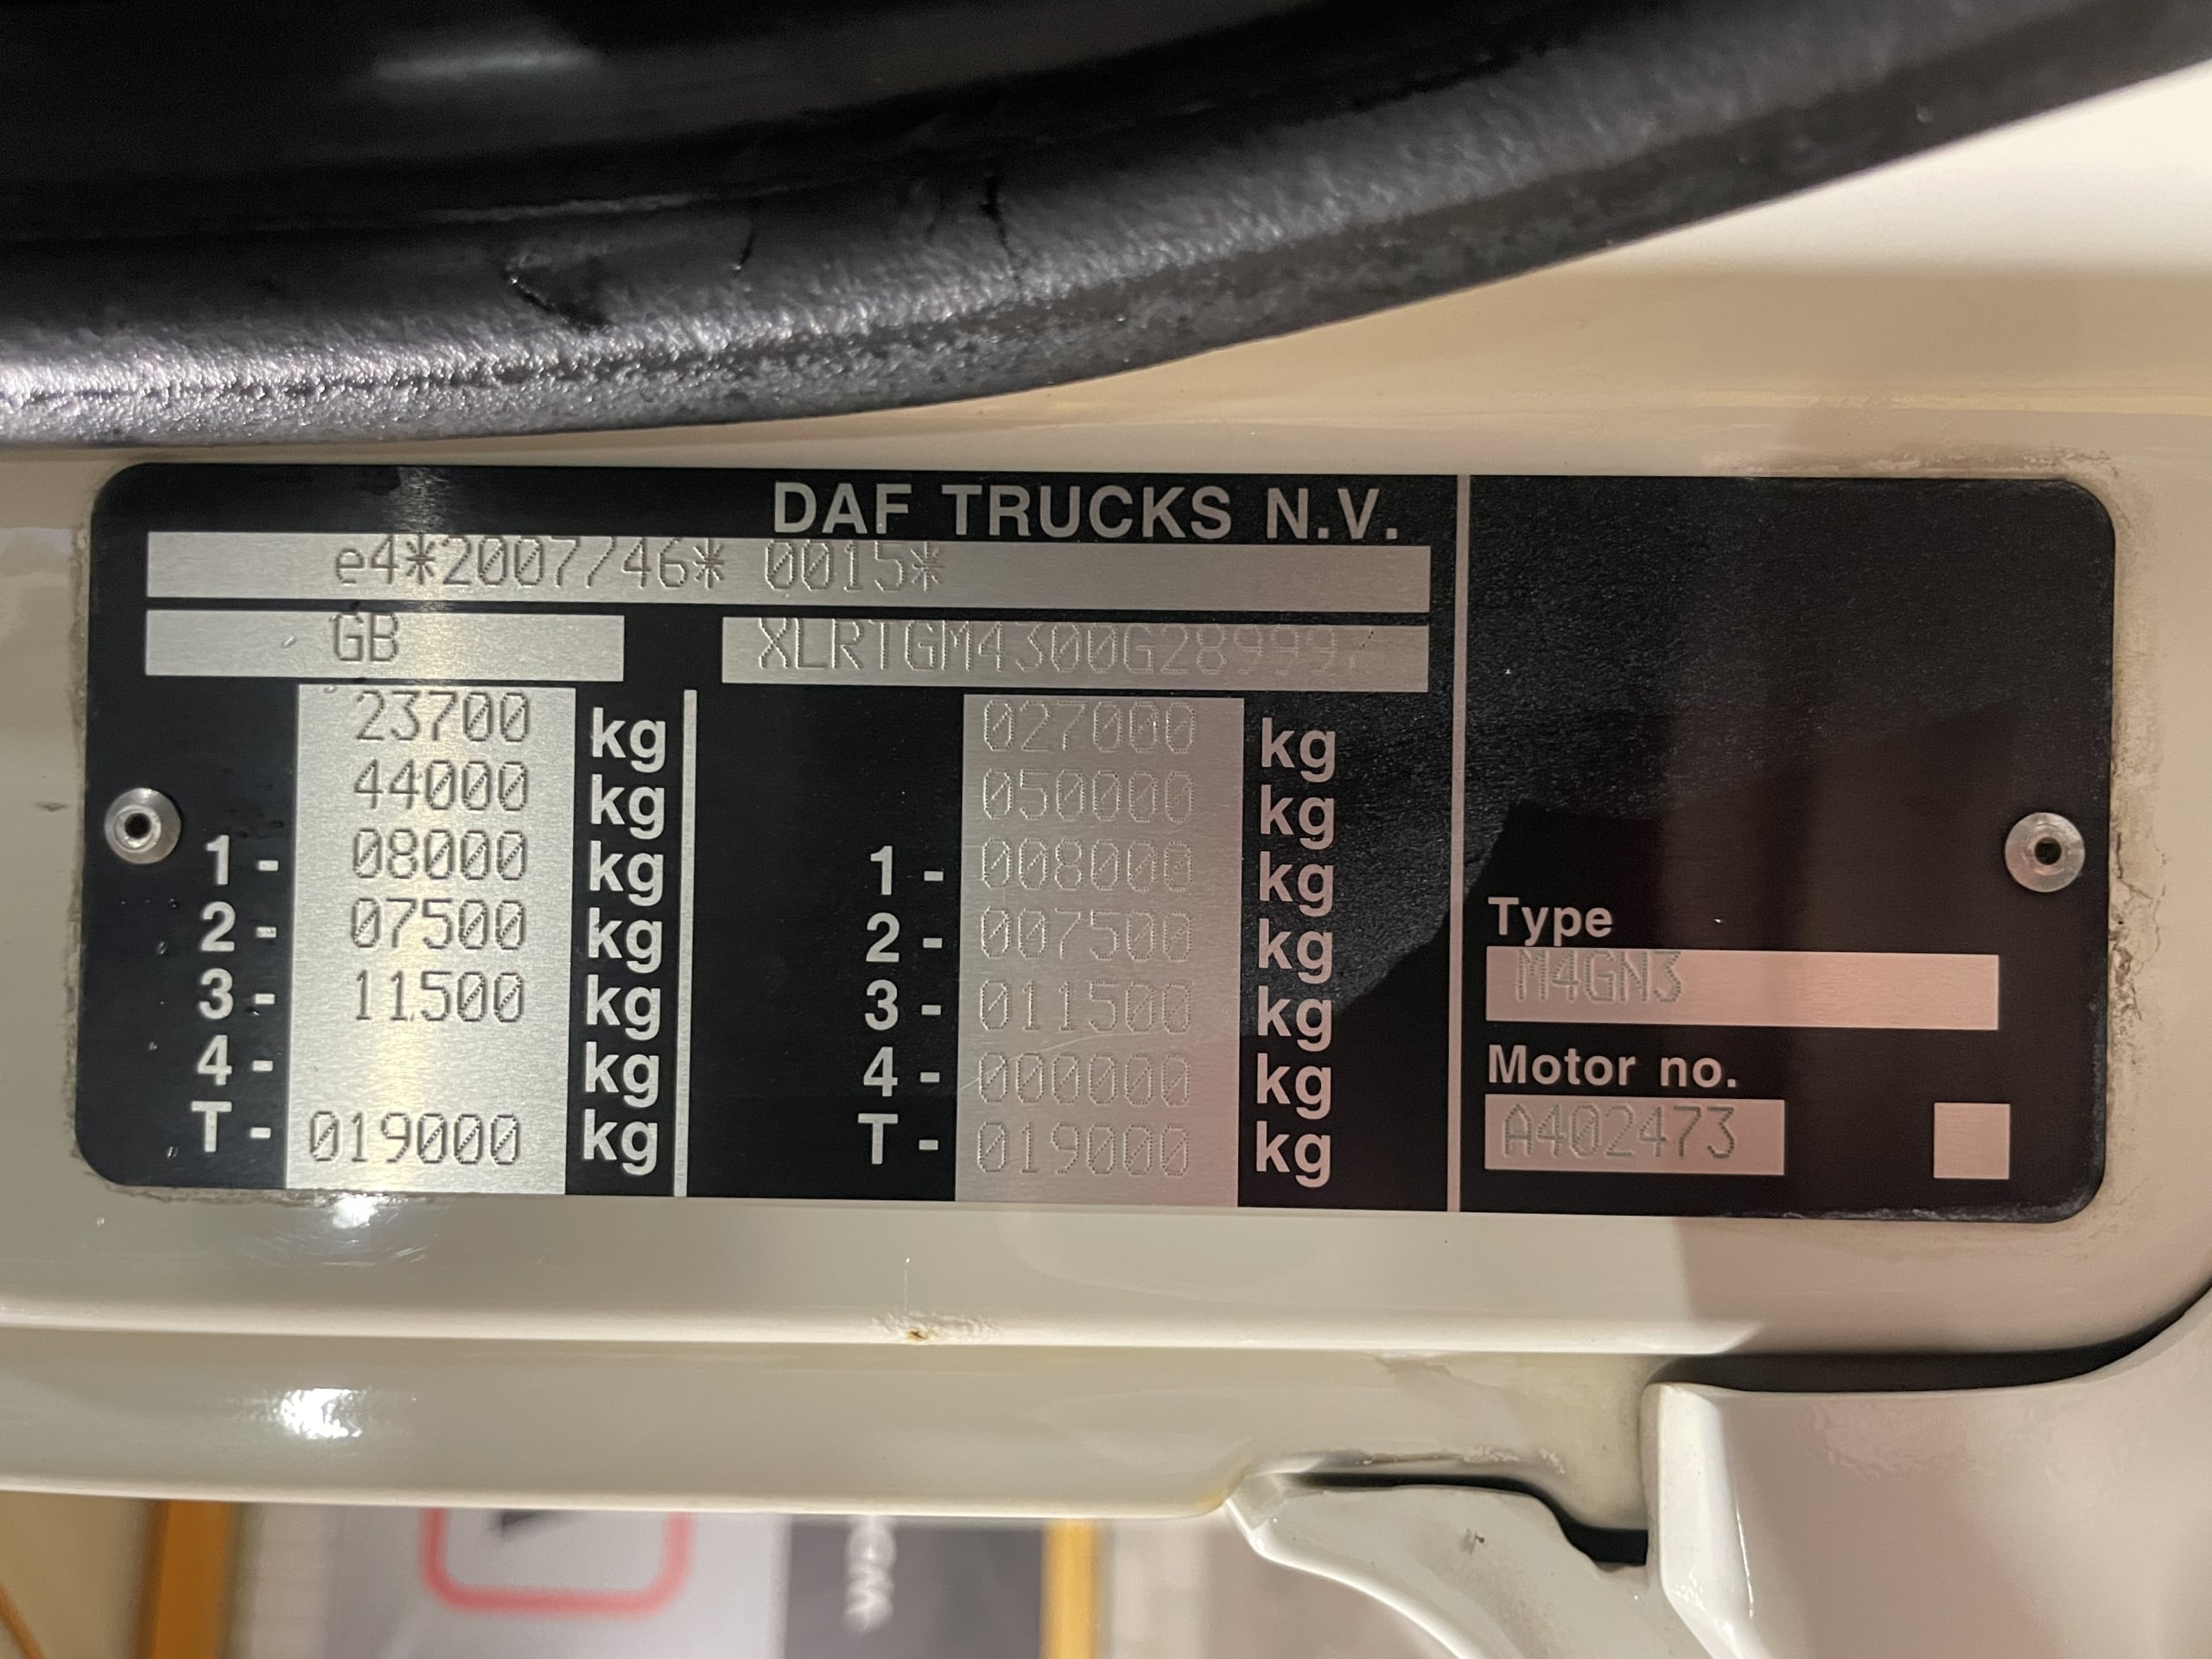 DAF TRUCKS N.V.
e4*2007/46* 0015*
GB
23700 kg 027000 kg
44000 kg 050000 kg
1- 08000 kg 1- 008000 kg
2- 07500 kg 2- 007500 kg
3- 11500 kg 3- 011500 kg
4- kg 4- 000000 kg
T- 019000 kg T- 019000 kg
Type
M4GN3
Motor no.
A402473